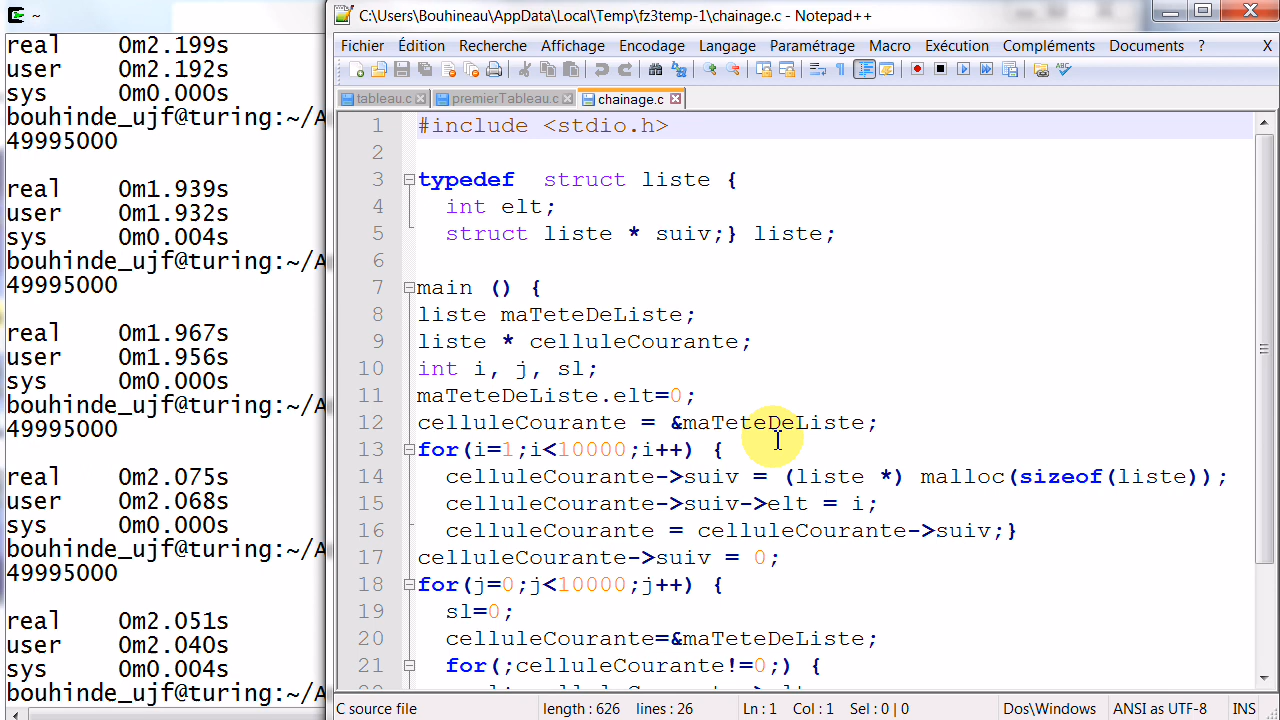 ~
real 0m2.199s
user 0m2.192s
sys 0m0.000s
bouhinde_ujf@turing:~/A
49995000
real 0m1.939s
user 0m1.932s
sys 0m0.004s
bouhinde_ujf@turing:~/A
49995000
real 0m1.967s
user 0m1.956s
sys 0m0.000s
bouhinde_ujf@turing:~/A
49995000
real 0m2.075s
user 0m2.068s
sys 0m0.000s
bouhinde_ujf@turing:~/A
49995000
real 0m2.051s
user 0m2.040s
sys 0m0.004s
bouhinde_ujf@turing:~/A
C:\Users\Bouhineau\AppData\Local\Temp\fz3temp-1\chainage.c - Notepad++
Fichier Édition Recherche Affichage Encodage Langage Paramétrage Macro Exécution Compléments Documents ? X
tableau.c premierTableau.c chainage.c
1 #include <stdio.h>
2
3 typedef  struct liste {
4   int elt;
5   struct liste * suiv;} liste;
6
7 main () {
8 liste maTeteDeListe;
9 liste * celluleCourante;
10 int i, j, sl;
11 maTeteDeListe.elt=0;
12 celluleCourante = &maTeteDeListe;
13 for(i=1;i<10000;i++) {
14   celluleCourante->suiv = (liste *) malloc(sizeof(liste));
15   celluleCourante->suiv->elt = i;
16   celluleCourante = celluleCourante->suiv;}
17 celluleCourante->suiv = 0;
18 for(j=0;j<10000;j++) {
19   sl=0;
20   celluleCourante=&maTeteDeListe;
21   for(;celluleCourante!=0;) {
C source file length : 626 lines : 26 Ln : 1 Col : 1 Sel : 0 | 0 Dos\Windows ANSI as UTF-8 INS